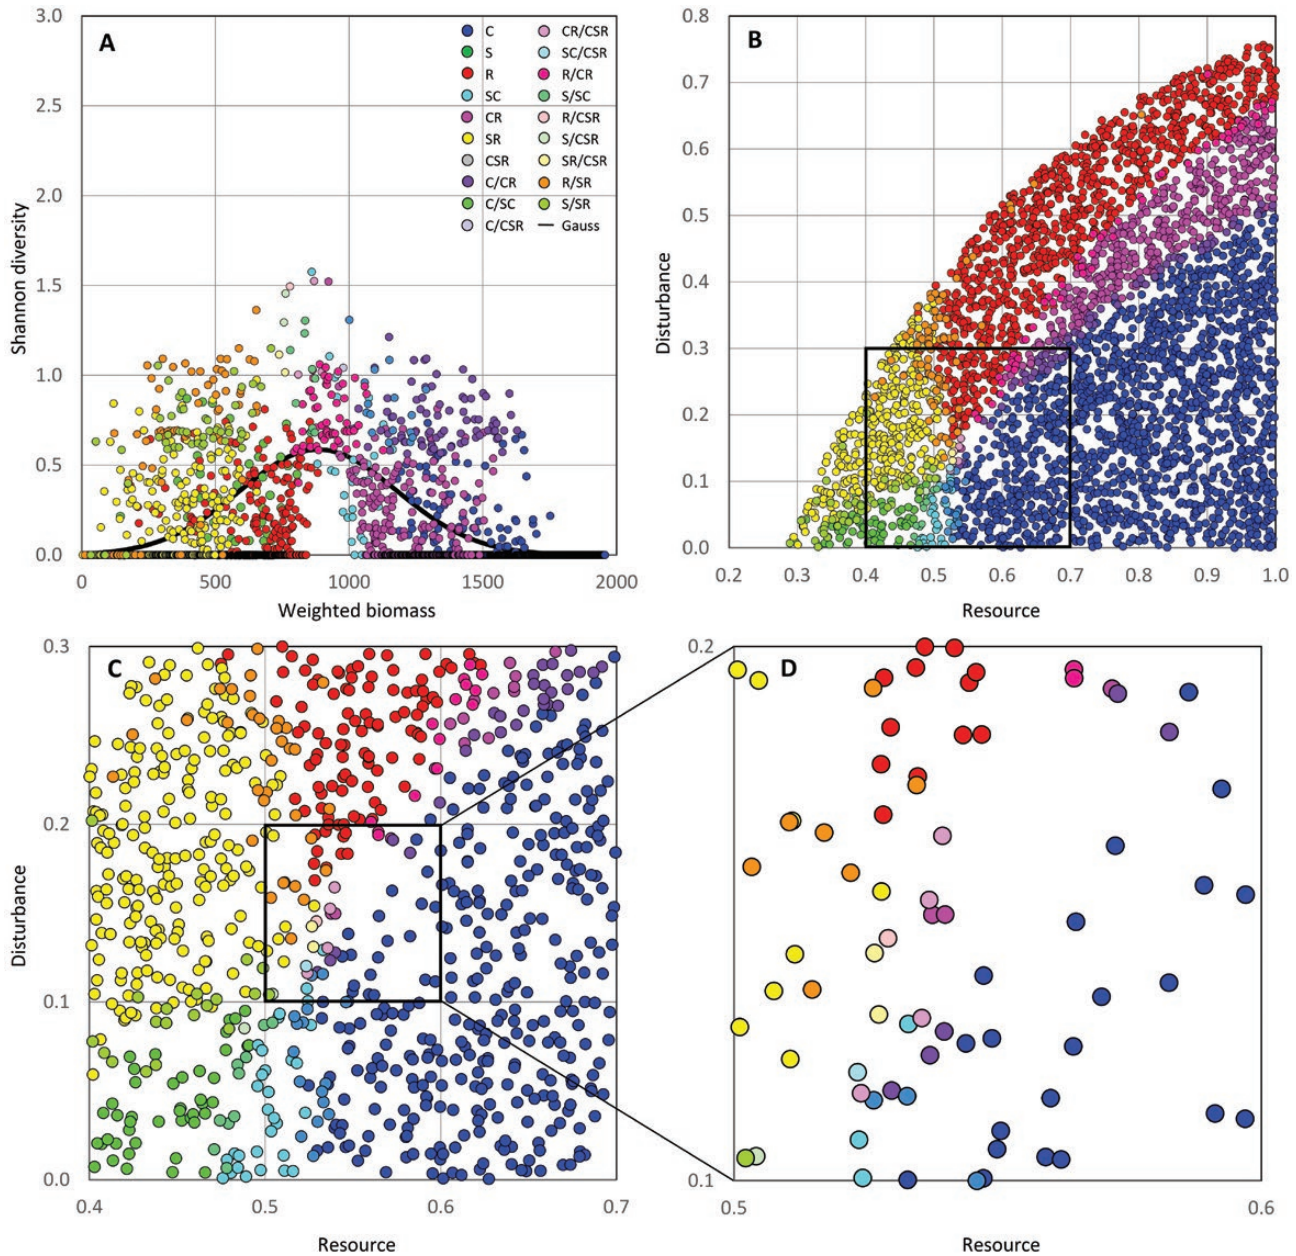 A
Shannon diversity
3.0
2.5
2.0
1.5
1.0
0.5
0.0
0 500 1000 1500 2000
Weighted biomass
C CR/CSR
S SC/CSR
R R/CR
SC S/SC
CR R/CSR
SR S/CSR
CSR SR/CSR
C/CR R/SR
C/SC S/SR
C/CSR Gauss
B
Disturbance
0.8
0.7
0.6
0.5
0.4
0.3
0.2
0.1
0.0
0.2 0.3 0.4 0.5 0.6 0.7 0.8 0.9 1.0
Resource
C
Disturbance
0.3
0.2
0.1
0.0
0.4 0.5 0.6 0.7
Resource
D
0.2
0.1
0.5 0.6
Resource